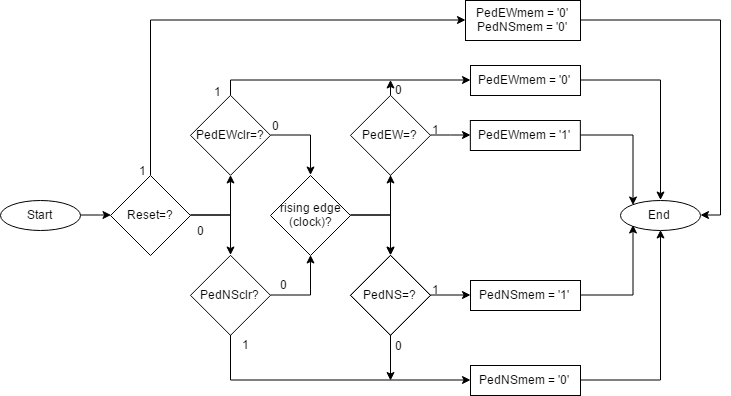 PedEWmem = '0'
PedNSmem = '0'
1
0
PedEWmem = '0'
1
PedEWclr=?
0
PedEW=?
1
PedEWmem = '1'
Start
Reset=?
0
rising edge
(clock)?
End
PedNSclr?
0
PedNS=?
1
PedNSmem = '1'
1
0
PedNSmem = '0'